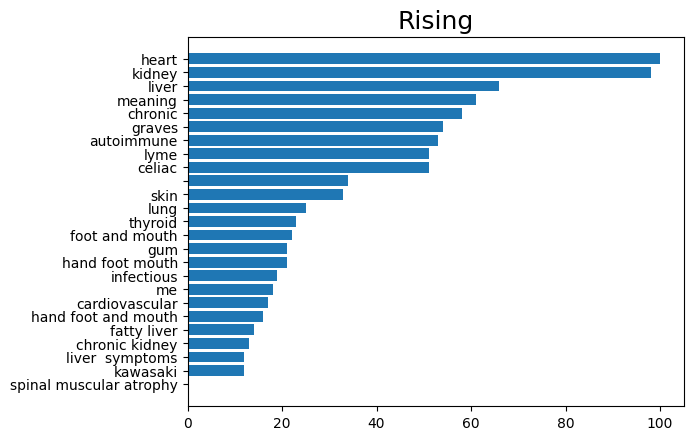 Rising
heart
kidney
liver
meaning
chronic
graves
autoimmune
lyme
celiac
skin
lung
thyroid
foot and mouth
gum
hand foot mouth
infectious
me
cardiovascular
hand foot and mouth
fatty liver
chronic kidney
liver  symptoms
kawasaki
spinal muscular atrophy
0 20 40 60 80 100